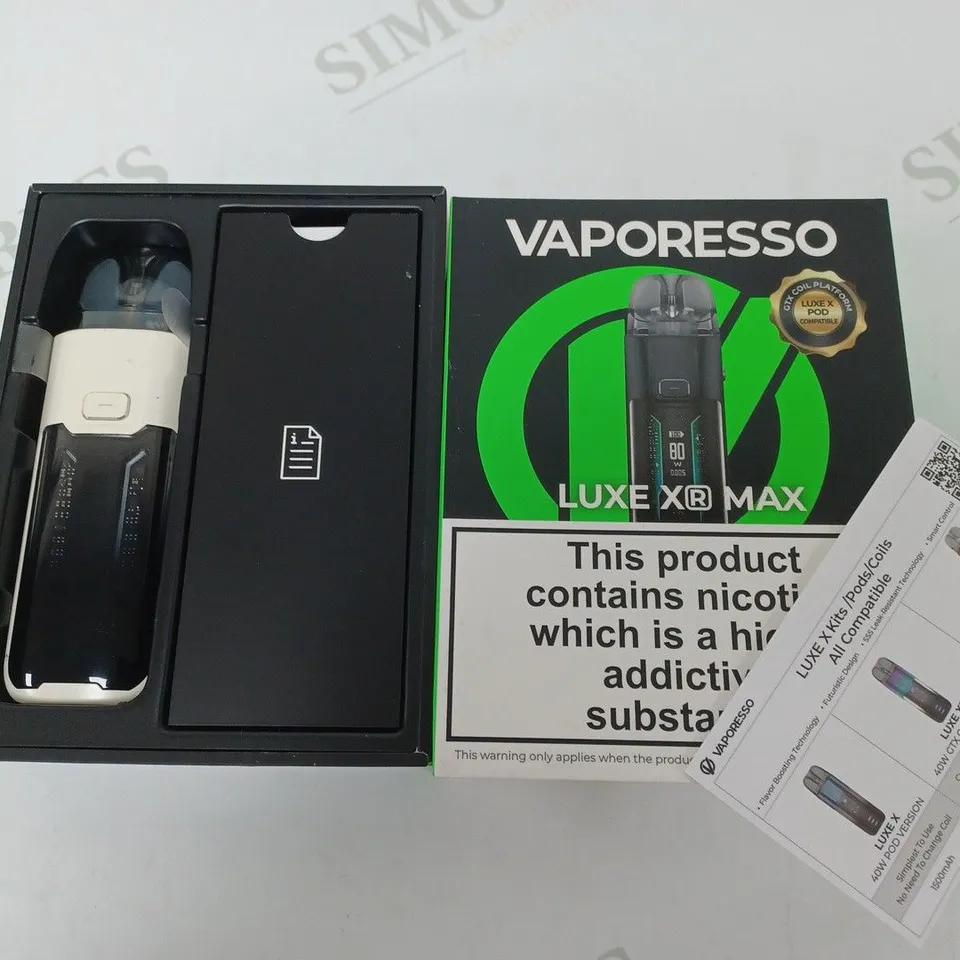 SIMO
VAPORESSO
GTX COIL PLATFORM
LUXE X
POD
COMPATIBLE
80
W
LUXE XR MAX
This product
contains nicoti
which is a hig
addictiv
substa
This warning only applies when the produc
VAPORESSO
LUXE X Kits /Pods/Coils
All Compatible
• Flavor Boosting Technology • Futuristic Design • SSS Leak-Resistant Technology • Smart Control
LUXE X
40W POD VERSION
Simplest To Use
No Need To Change Coil
1500mAh
LUXE X
40W GTX